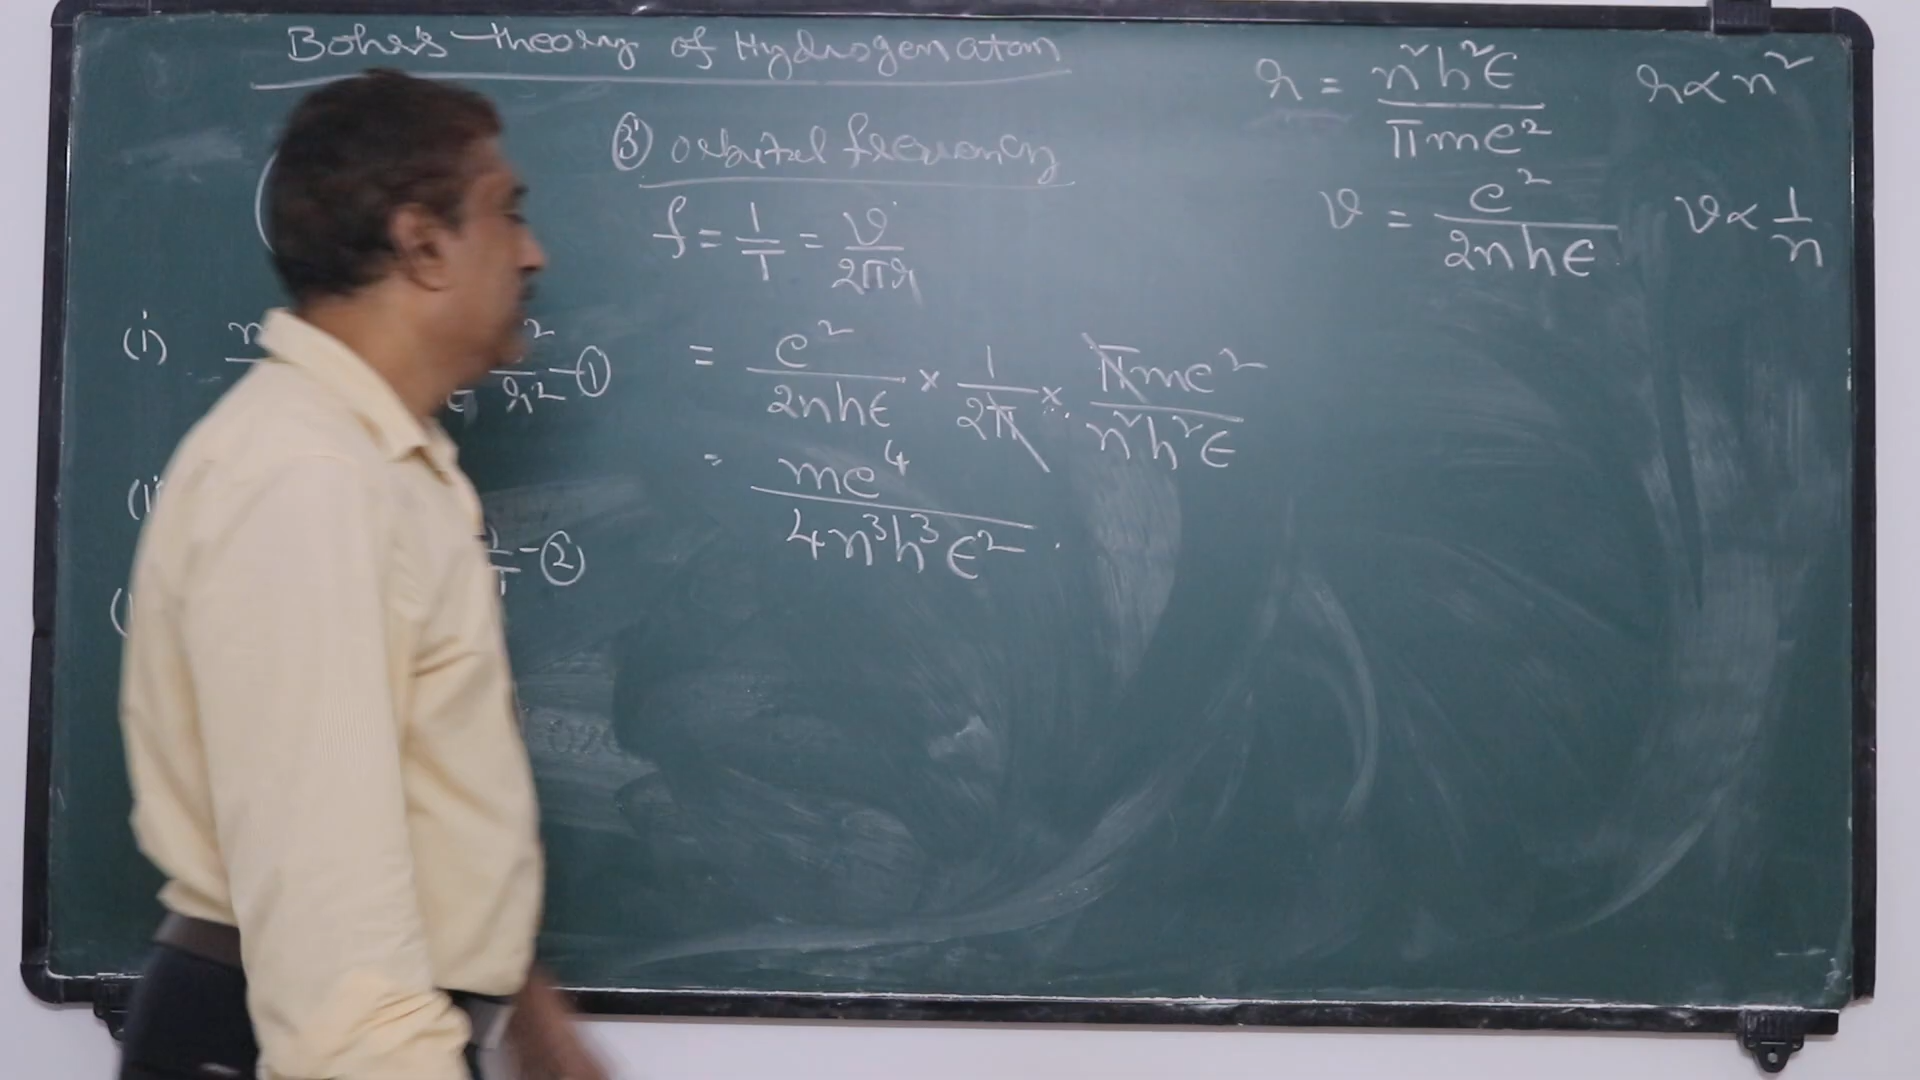 Bohr's theory of Hydrogen atom
③ orbital frequency
f = 1/T = v/2πr
= e²/2nhϵ × 1/2π × πme²/n²h²ϵ
= me⁴/4n³h³ϵ².
(i)
r² - ①
- ②
r = n²h²ϵ/πme² r ∝ n²
v = e²/2nhϵ. v ∝ 1/n